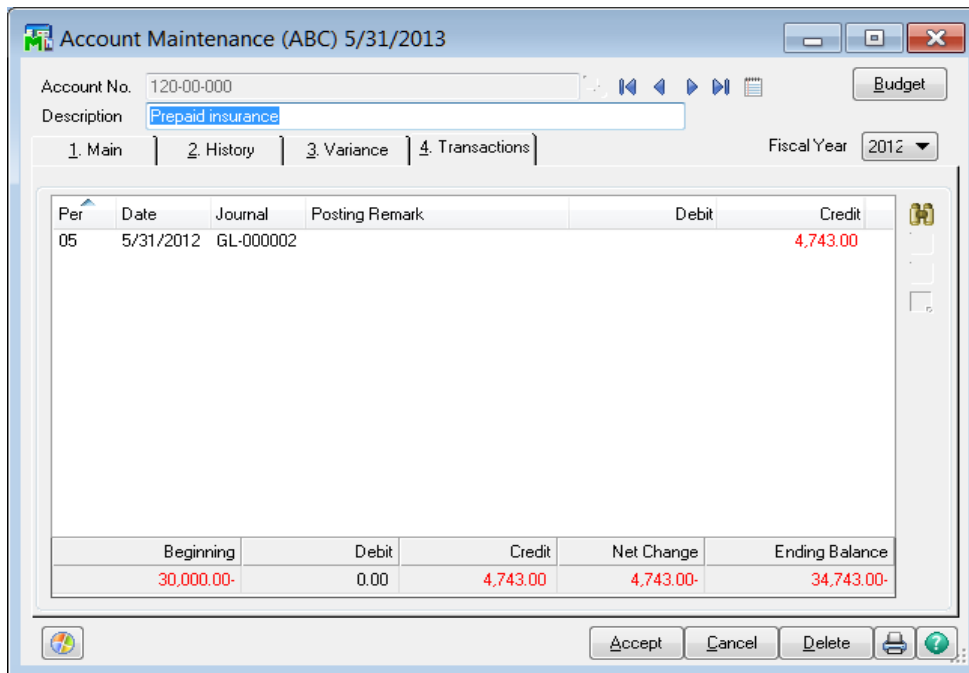 Account Maintenance (ABC) 5/31/2013
Account No. 120-00-000 Budget
Description Prepaid insurance
1. Main 2. History 3. Variance 4. Transactions Fiscal Year 2012
Per Date Journal Posting Remark Debit Credit
05 5/31/2012 GL-000002 4,743.00
Beginning Debit Credit Net Change Ending Balance
30,000.00- 0.00 4,743.00 4,743.00- 34,743.00-
Accept Cancel Delete